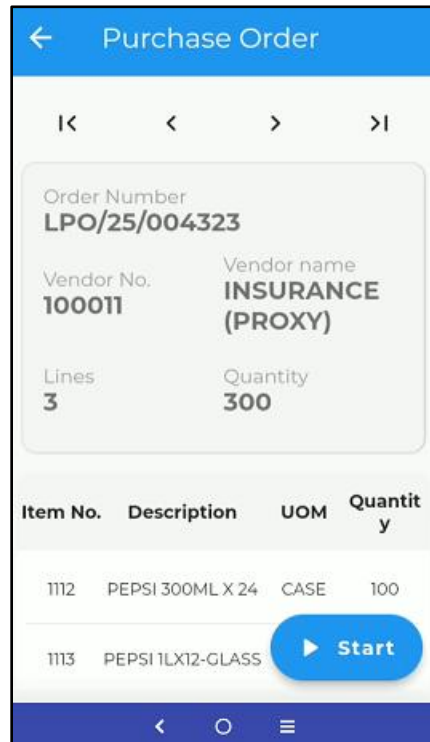 Purchase Order
Order Number
LPO/25/004323
Vendor No.
100011
Vendor name
INSURANCE
(PROXY)
Lines
3
Quantity
300
Item No. Description UOM Quantit
y
1112 PEPSI 300ML X 24 CASE 100
1113 PEPSI 1LX12-GLASS
Start